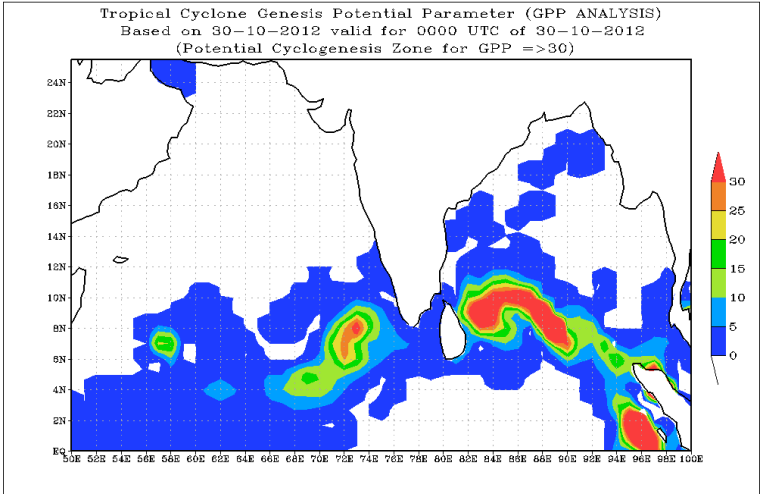 Tropical Cyclone Genesis Potential Parameter (GPP ANALYSIS)
Based on 30-10-2012 valid for 0000 UTC of 30-10-2012
(Potential Cyclogenesis Zone for GPP =>30)
24N
22N
20N
18N
16N
14N
12N
10N
8N
6N
4N
2N
EQ
50E 52E 54E 56E 58E 60E 62E 64E 66E 68E 70E 72E 74E 76E 78E 80E 82E 84E 86E 88E 90E 92E 94E 96E 98E 100E
30
25
20
15
10
5
0